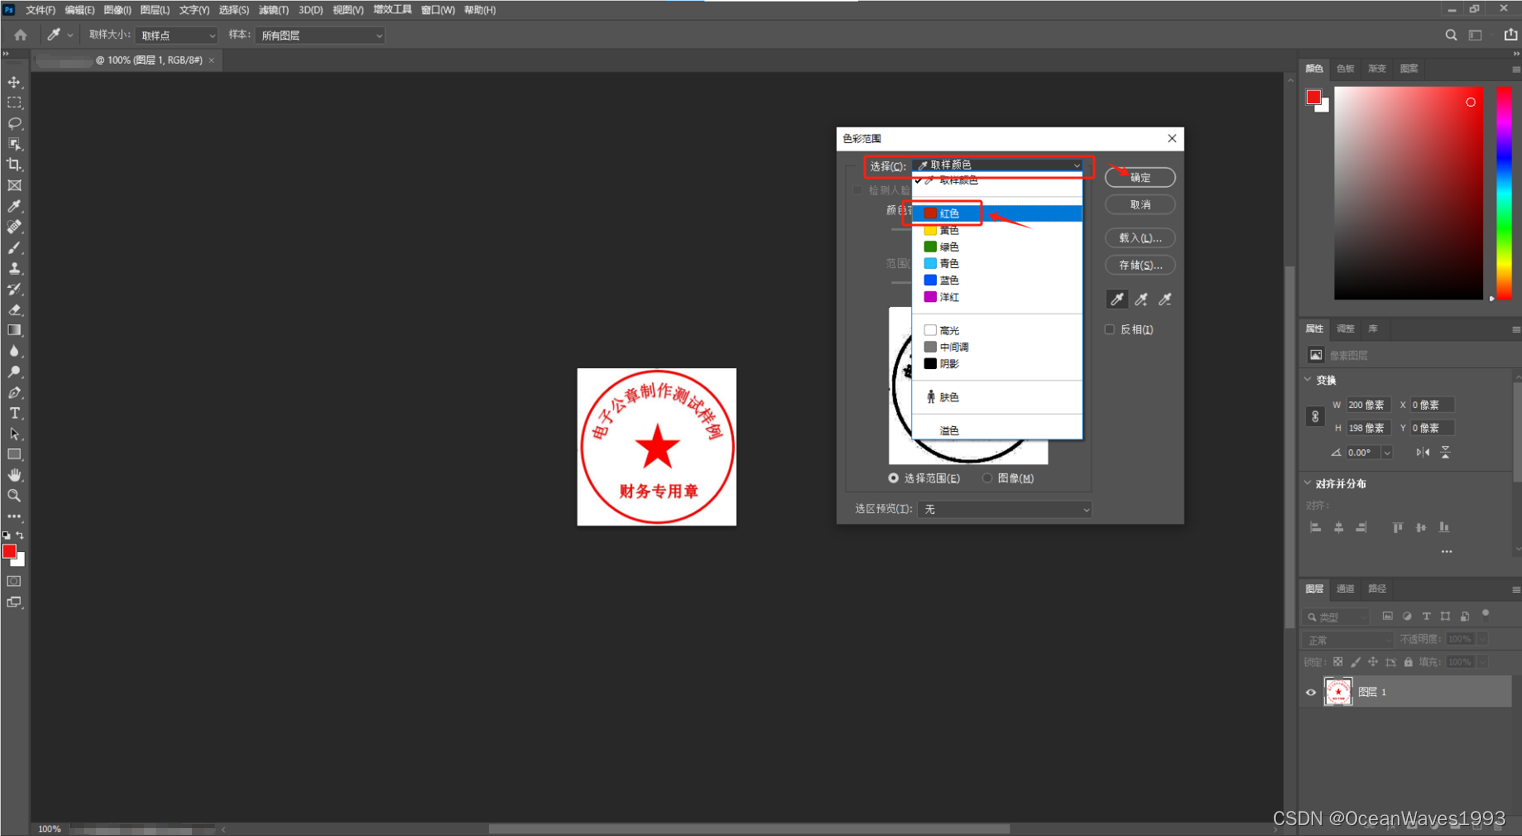 Ps 文件(F) 编辑(E) 图像(I) 图层(L) 文字(Y) 选择(S) 滤镜(T) 3D(D) 视图(V) 增效工具 窗口(W) 帮助(H)
取样大小: 取样点 样本: 所有图层
@ 100% (图层 1, RGB/8#) ×
颜色 色板 渐变 图案
色彩范围
选择(C): 取样颜色
取样颜色
检测人脸
颜色
红色
黄色
绿色
青色
蓝色
洋红
高光
中间调
阴影
肤色
溢色
范围(
确定
取消
载入(L)...
存储(S)...
反相(I)
选择范围(E) 图像(M)
选区预览(T): 无
电子公章制作测试样例
财务专用章
属性 调整 库
像素图层
变换
W 200 像素 X 0 像素
H 198 像素 Y 0 像素
0.00°
对齐并分布
对齐:
图层 通道 路径
类型
正常 不透明度: 100%
锁定: 填充: 100%
图层 1
100%
CSDN @OceanWaves1993